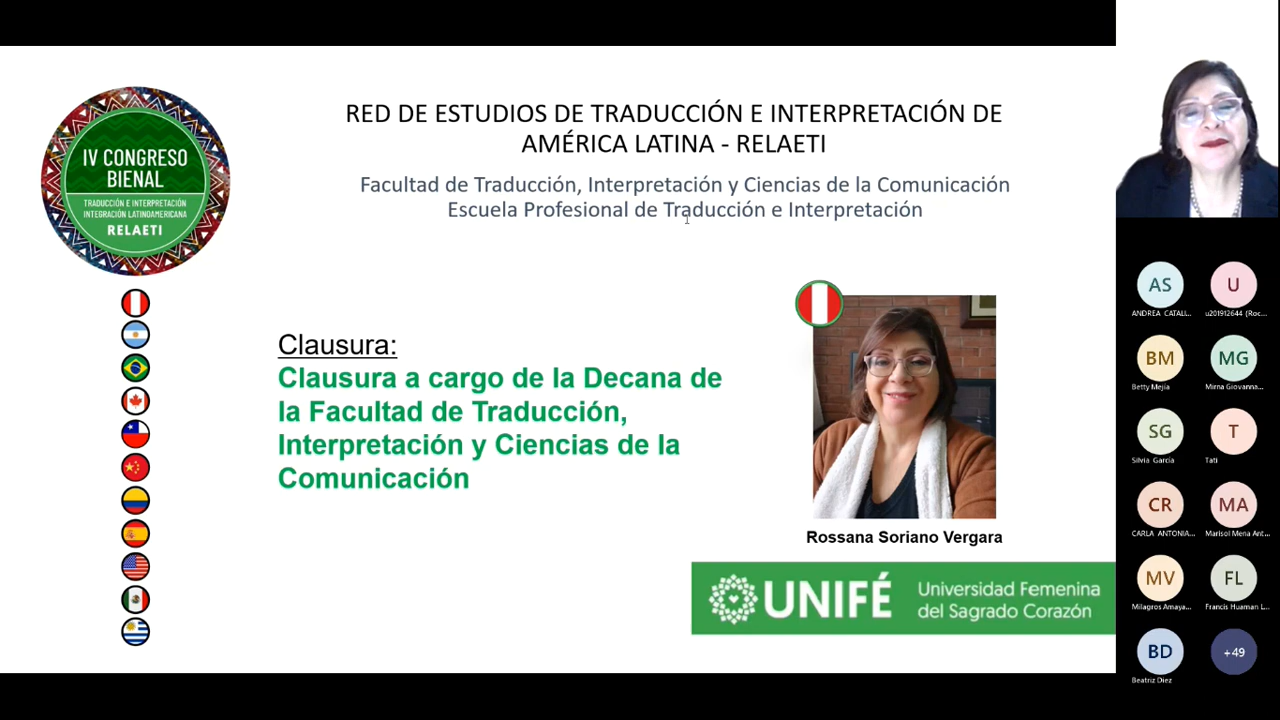 IV CONGRESO
BIENAL
TRADUCCIÓN E INTERPRETACIÓN
INTEGRACIÓN LATINOAMERICANA
RELAETI
RED DE ESTUDIOS DE TRADUCCIÓN E INTERPRETACIÓN DE
AMÉRICA LATINA - RELAETI
Facultad de Traducción, Interpretación y Ciencias de la Comunicación
Escuela Profesional de Traducción e Interpretación
Clausura:
Clausura a cargo de la Decana de
la Facultad de Traducción,
Interpretación y Ciencias de la
Comunicación
Rossana Soriano Vergara
UNIFÉ
Universidad Femenina
del Sagrado Corazón
AS
ANDREA CATALI...
U
u201912644 (Roc...
BM
Betty Mejía
MG
Mirna Giovanna...
SG
Silvia García
T
Tati
CR
CARLA ANTONIA...
MA
Marisol Mena Ant...
MV
Milagros Amaya...
FL
Francis Huaman L...
BD
Beatriz Diez
+49